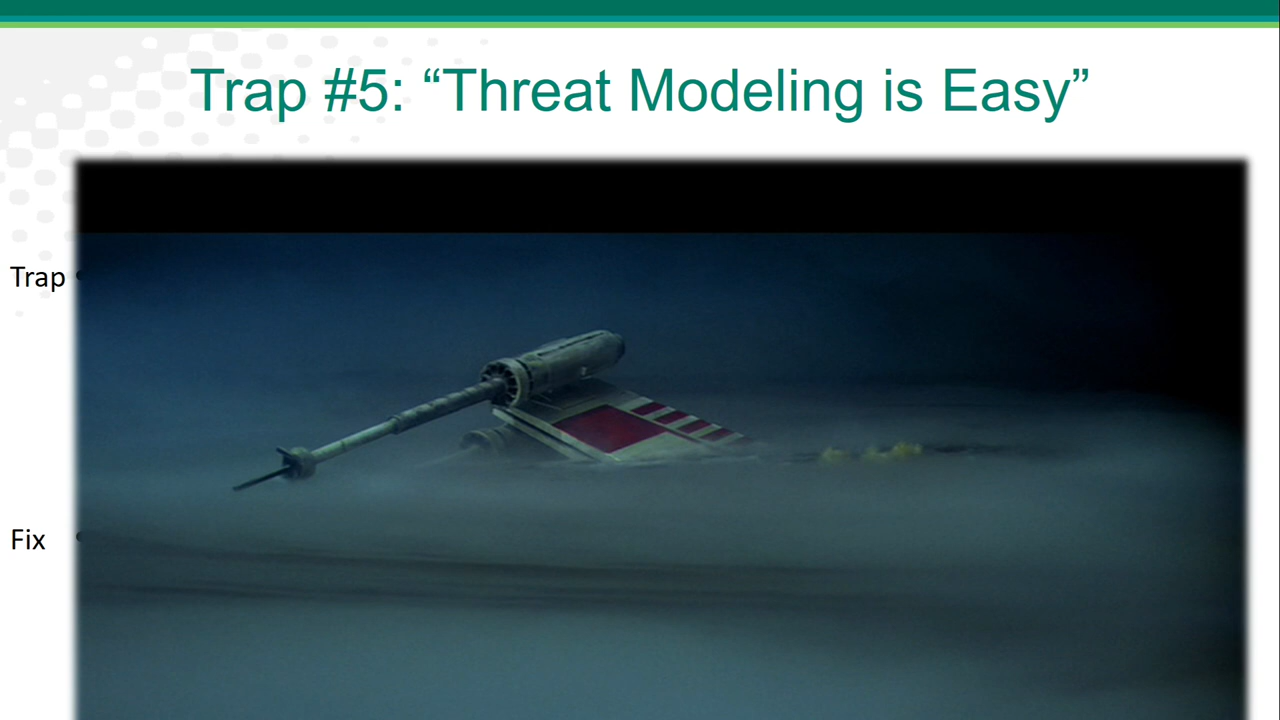 Trap #5: “Threat Modeling is Easy”
Trap
Fix